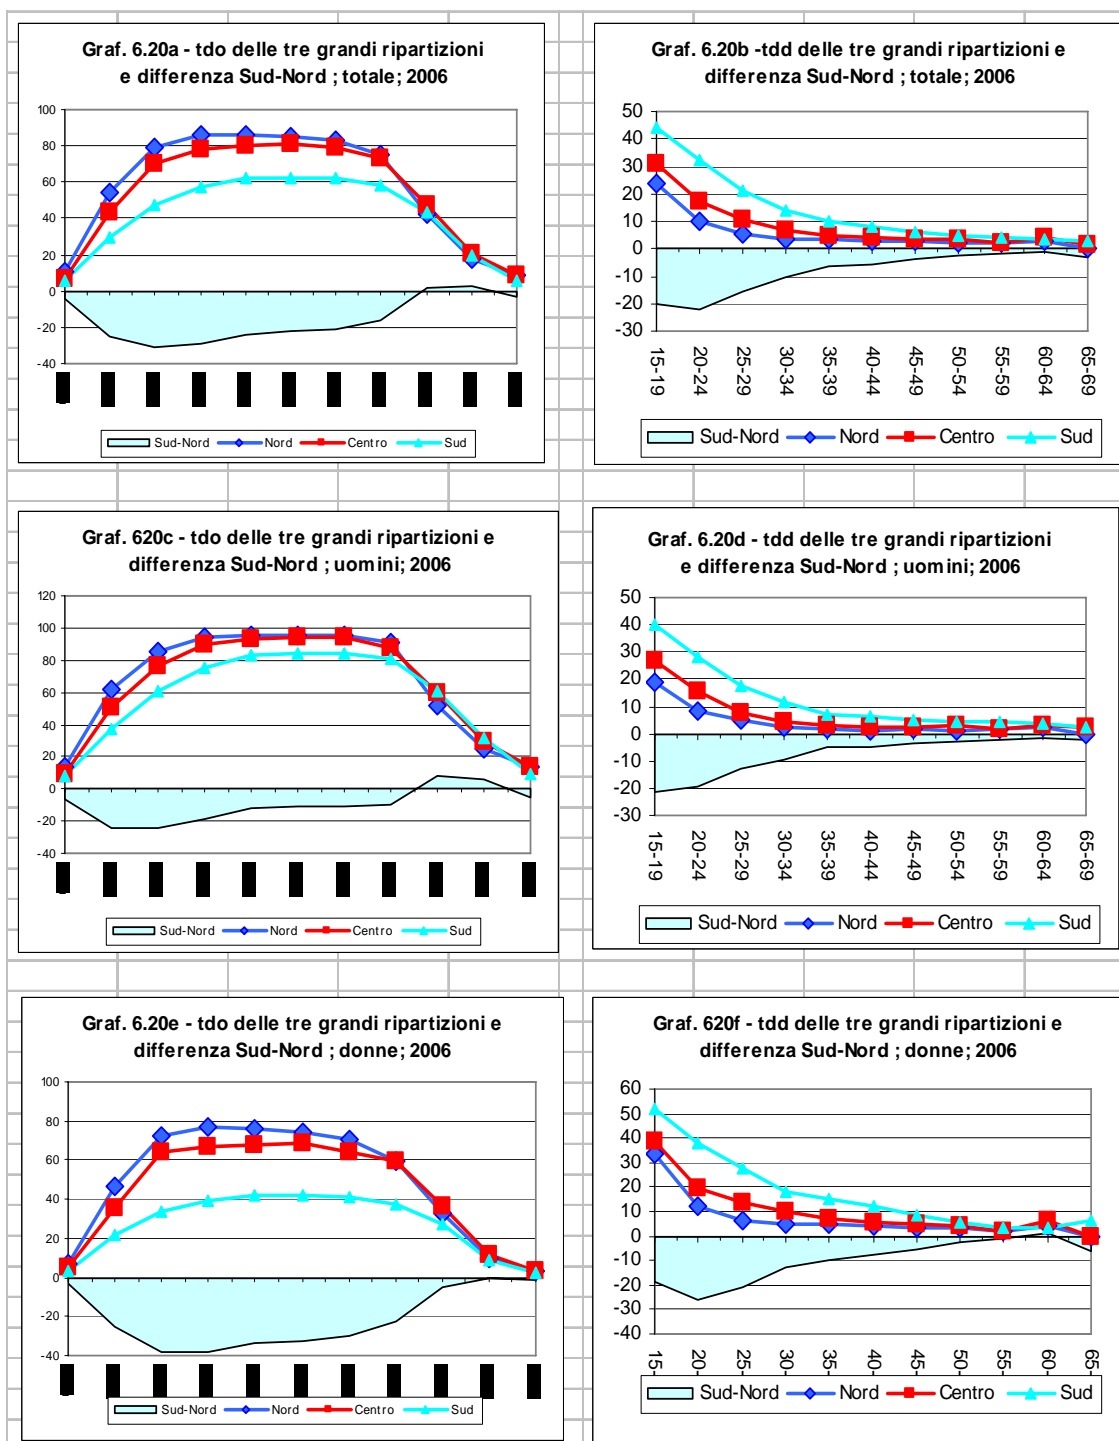 Graf. 6.20a - tdo delle tre grandi ripartizioni
e differenza Sud-Nord ; totale; 2006
100
80
60
40
20
0
-20
-40
Sud-Nord Nord Centro Sud
Graf. 6.20b -tdd delle tre grandi ripartizioni e
differenza Sud-Nord ; totale; 2006
50
40
30
20
10
0
-10
-20
-30
15-19 20-24 25-29 30-34 35-39 40-44 45-49 50-54 55-59 60-64 65-69
Sud-Nord Nord Centro Sud
Graf. 620c - tdo delle tre grandi ripartizioni e
differenza Sud-Nord ; uomini; 2006
120
100
80
60
40
20
0
-20
-40
Sud-Nord Nord Centro Sud
Graf. 6.20d - tdd delle tre grandi ripartizioni
e differenza Sud-Nord ; uomini; 2006
50
40
30
20
10
0
-10
-20
-30
15-19 20-24 25-29 30-34 35-39 40-44 45-49 50-54 55-59 60-64 65-69
Sud-Nord Nord Centro Sud
Graf. 6.20e - tdo delle tre grandi ripartizioni e
differenza Sud-Nord ; donne; 2006
100
80
60
40
20
0
-20
-40
Sud-Nord Nord Centro Sud
Graf. 620f - tdd delle tre grandi ripartizioni e
differenza Sud-Nord ; donne; 2006
60
50
40
30
20
10
0
-10
-20
-30
-40
15 20 25 30 35 40 45 50 55 60 65
Sud-Nord Nord Centro Sud